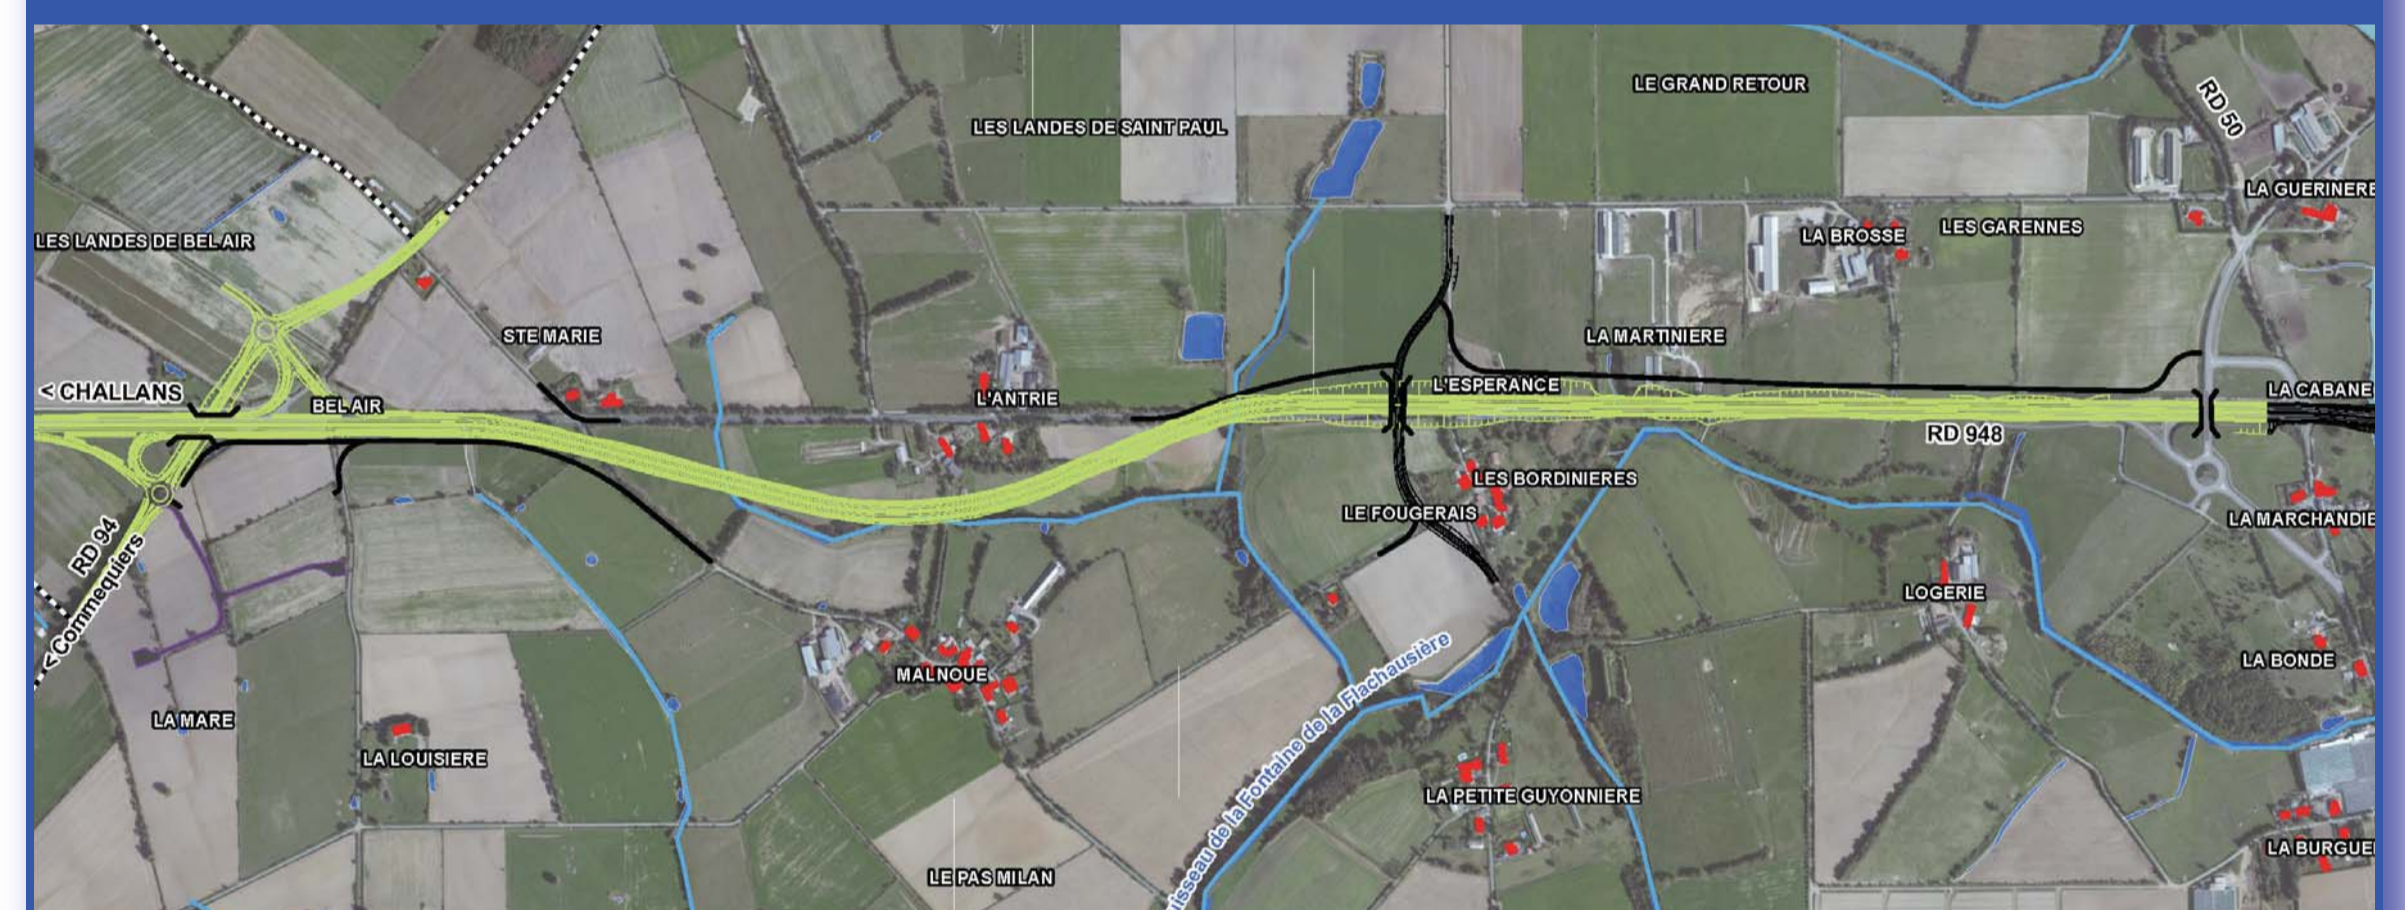 LE GRAND RETOUR
RD 50
LES LANDES DE SAINT PAUL
LA GUERINERE
LES GARENNES
LA BROSSE
LES LANDES DE BEL AIR
STE MARIE
LA MARTINIERE
< CHALLANS
L'ESPERANCE
LA CABANE
L'ANTRIE
BEL AIR
RD 948
LES BORDINIERES
LE FOUGERAIS
LA MARCHANDIE
RD 94
< Commequiers
LOGERIE
LA BONDE
MALNOUE
uisseau de la Fontaine de la Flachausière
LA MARE
LA LOUISIERE
LA PETITE GUYONNIERE
LA BURGUE
LE PAS MILAN